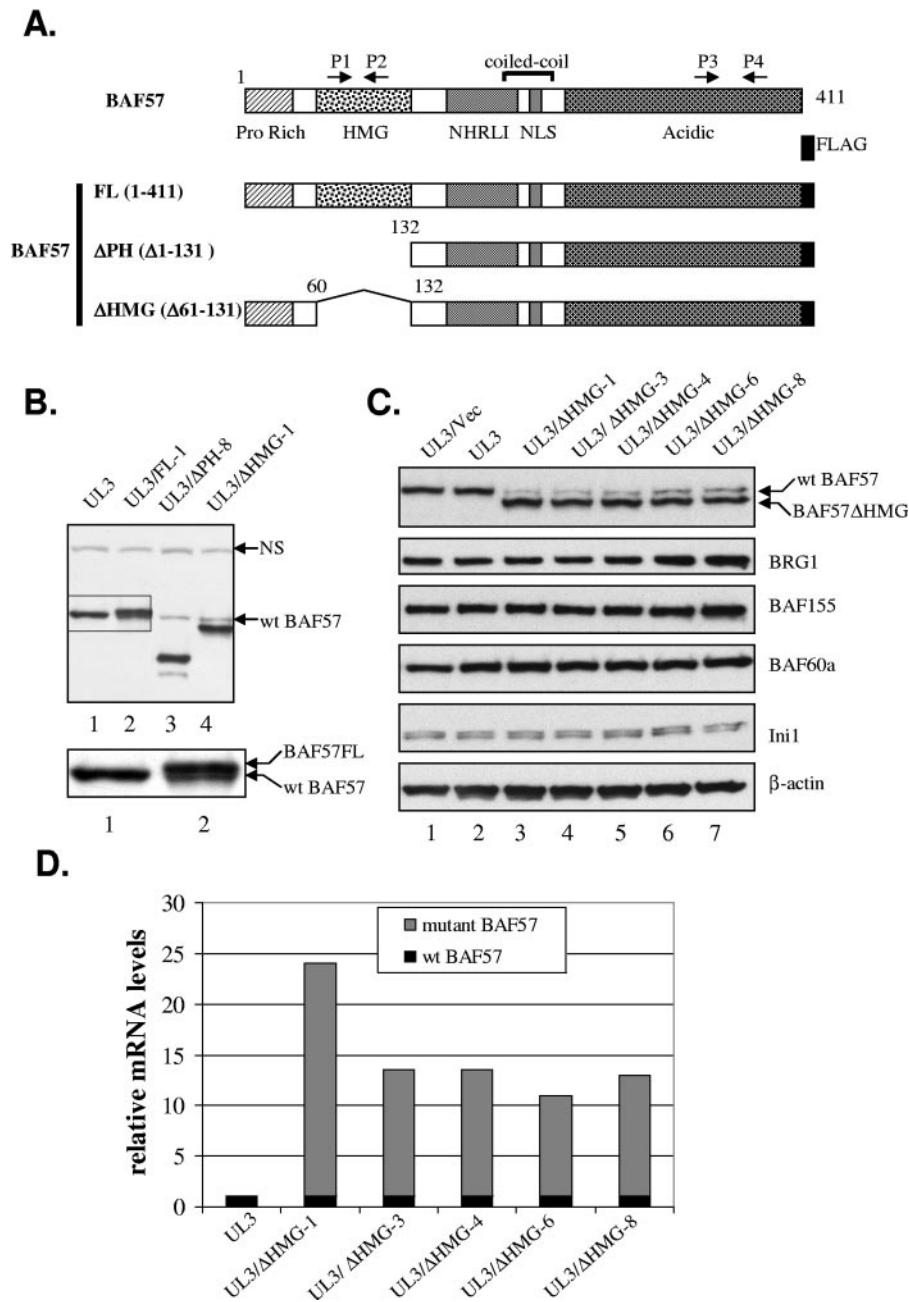 A.
P1 P2 coiled-coil P3 P4
1
BAF57
411
Pro Rich HMG NHRLI NLS Acidic
FLAG
FL (1-411)
132
BAF57
ΔPH (Δ1-131 )
60 132
ΔHMG (Δ61-131)
B.
UL3
UL3/FL-1
UL3/ΔPH-8
UL3/ΔHMG-1
NS
wt BAF57
1 2 3 4
BAF57FL
wt BAF57
1 2
C.
UL3/Vec
UL3
UL3/ΔHMG-1
UL3/ ΔHMG-3
UL3/ΔHMG-4
UL3/ΔHMG-6
UL3/ΔHMG-8
wt BAF57
BAF57ΔHMG
BRG1
BAF155
BAF60a
Ini1
β-actin
1 2 3 4 5 6 7
D.
relative mRNA levels
30
25
20
15
10
5
0
mutant BAF57
wt BAF57
UL3
UL3/ΔHMG-1
UL3/ ΔHMG-3
UL3/ΔHMG-4
UL3/ΔHMG-6
UL3/ΔHMG-8